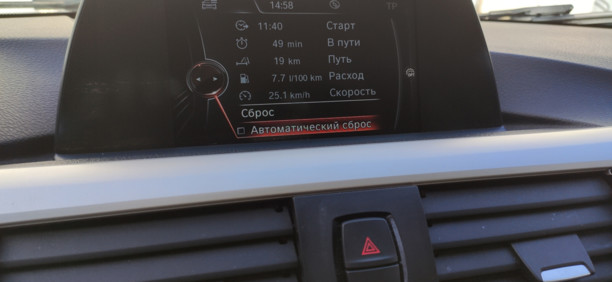 14:58 TP
11:40 Старт
49 min В пути
19 km Путь
7.7 l/100 km Расход
25.1 km/h Скорость
Сброс
Автоматический сброс